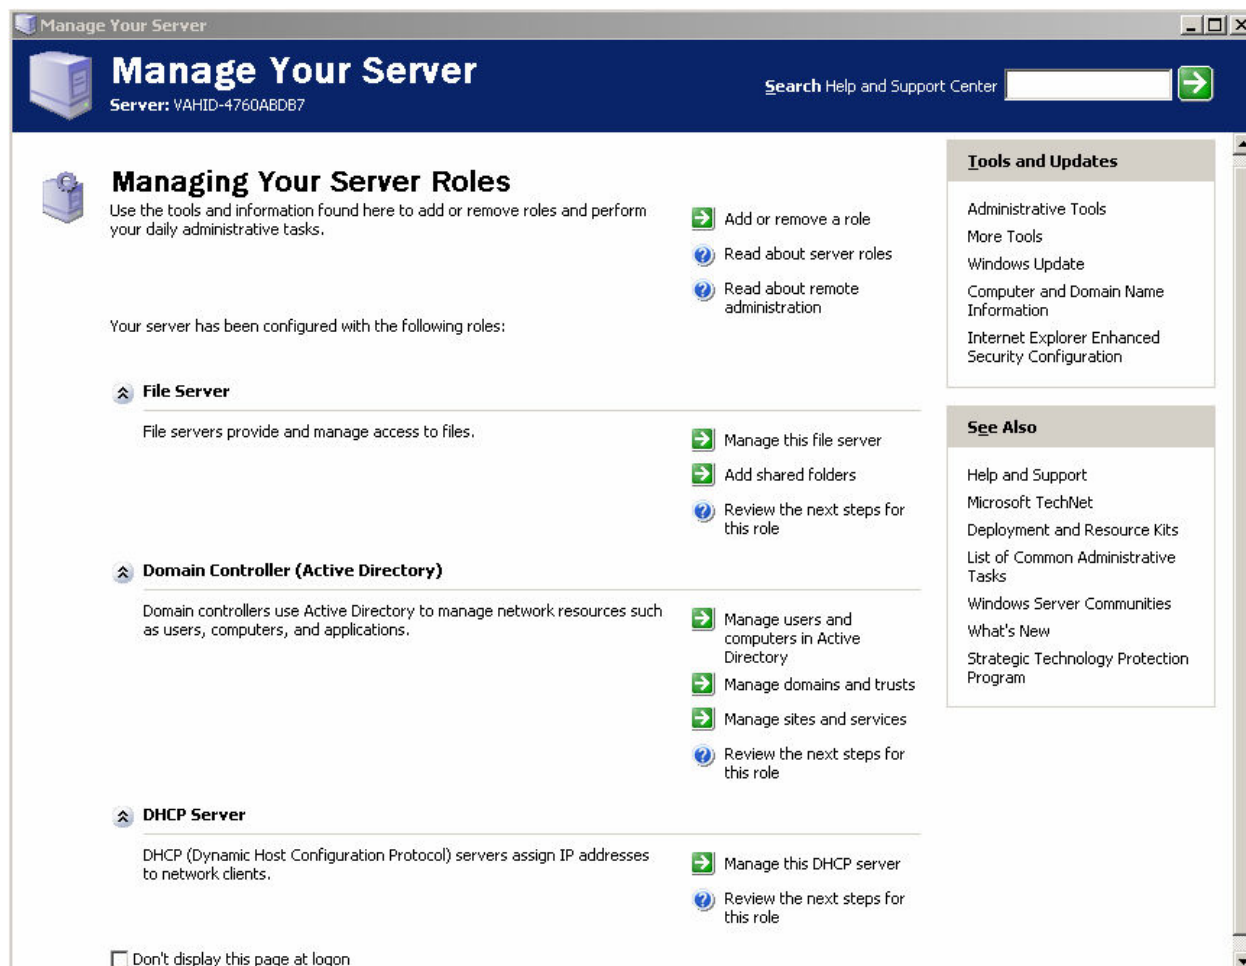 Manage Your Server
Manage Your Server
Server: VAHID-4760ABDB7
Search Help and Support Center
Managing Your Server Roles
Use the tools and information found here to add or remove roles and perform
your daily administrative tasks.
Add or remove a role
Read about server roles
Read about remote
administration
Your server has been configured with the following roles:
File Server
File servers provide and manage access to files.
Manage this file server
Add shared folders
Review the next steps for
this role
Domain Controller (Active Directory)
Domain controllers use Active Directory to manage network resources such
as users, computers, and applications.
Manage users and
computers in Active
Directory
Manage domains and trusts
Manage sites and services
Review the next steps for
this role
DHCP Server
DHCP (Dynamic Host Configuration Protocol) servers assign IP addresses
to network clients.
Manage this DHCP server
Review the next steps for
this role
Don't display this page at logon
Tools and Updates
Administrative Tools
More Tools
Windows Update
Computer and Domain Name
Information
Internet Explorer Enhanced
Security Configuration
See Also
Help and Support
Microsoft TechNet
Deployment and Resource Kits
List of Common Administrative
Tasks
Windows Server Communities
What's New
Strategic Technology Protection
Program